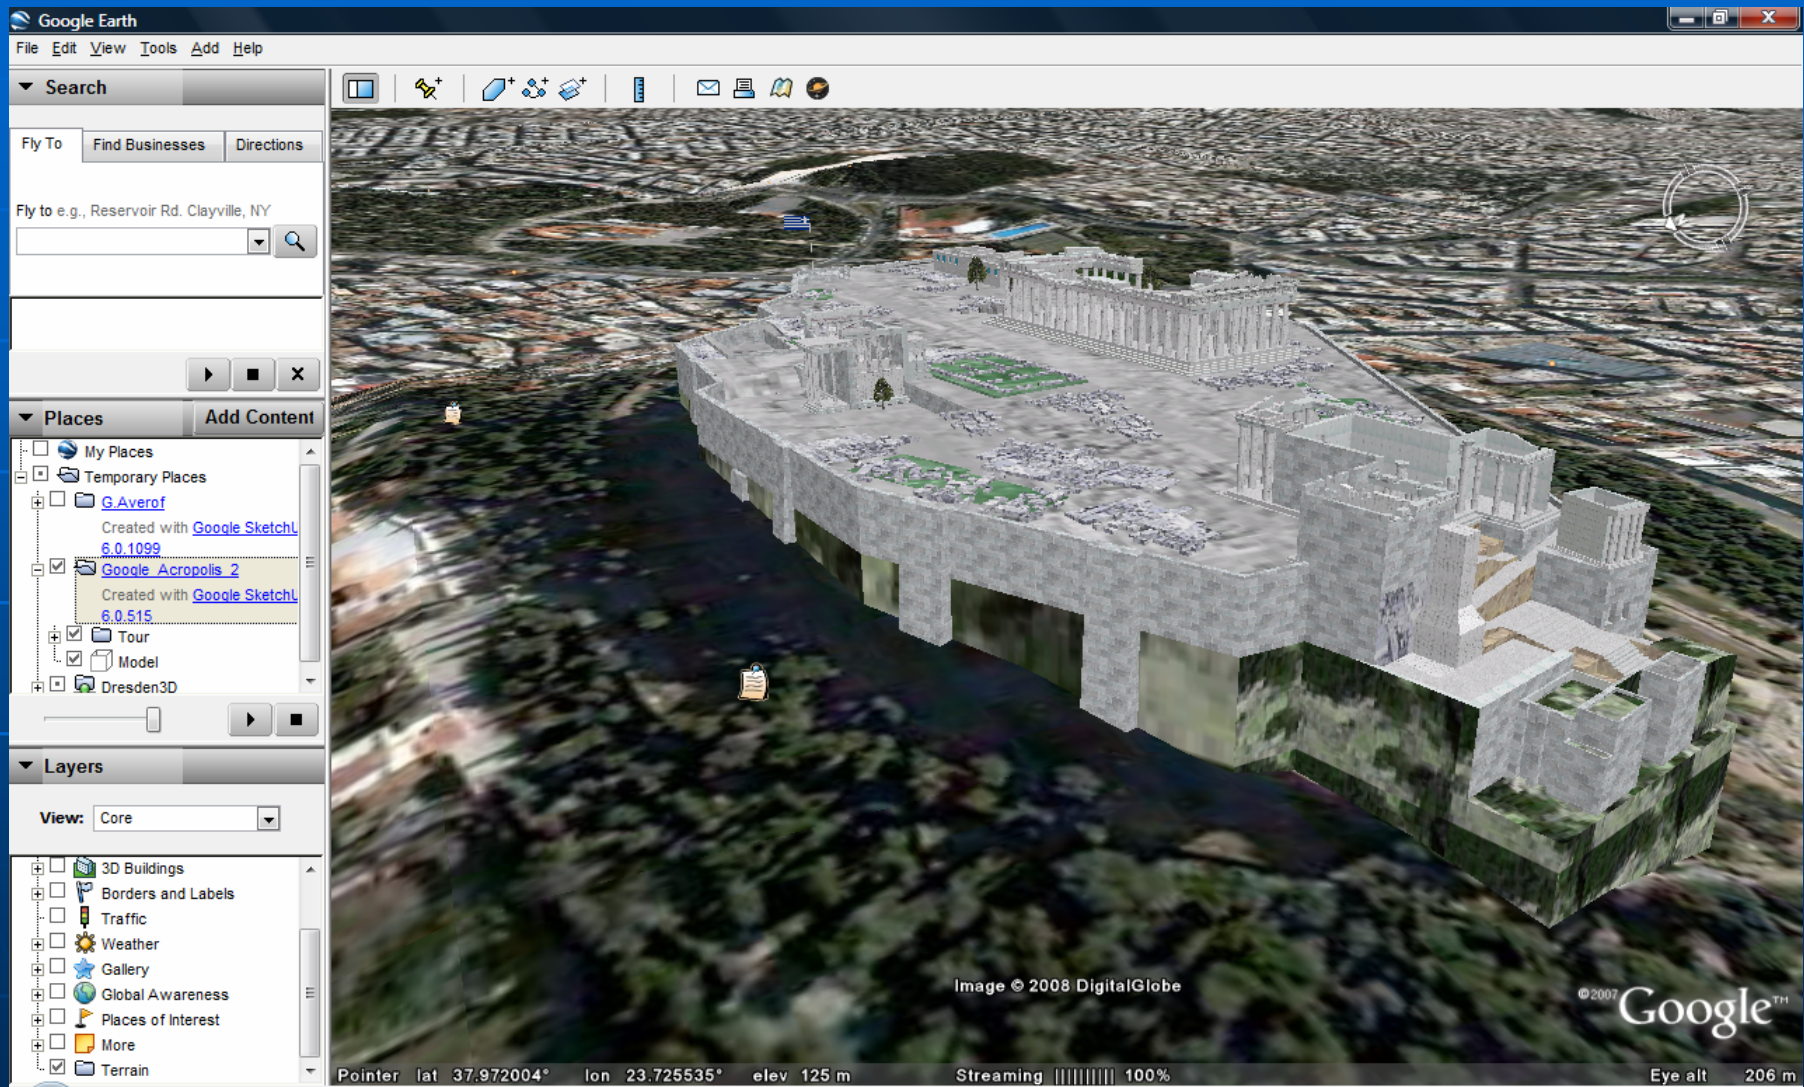 Google Earth
File Edit View Tools Add Help
Search
Fly To Find Businesses Directions
Fly to e.g., Reservoir Rd. Clayville, NY
Places Add Content
My Places
Temporary Places
G.Averof
Created with Google SketchU
6.0.1099
Google Acropolis 2
Created with Google SketchU
6.0.515
Tour
Model
Dresden3D
Layers
View: Core
3D Buildings
Borders and Labels
Traffic
Weather
Gallery
Global Awareness
Places of Interest
More
Terrain
N
Image © 2008 DigitalGlobe
©2007 Google™
Pointer lat 37.972004° lon 23.725535° elev 125 m Streaming |||||||||| 100% Eye alt 206 m